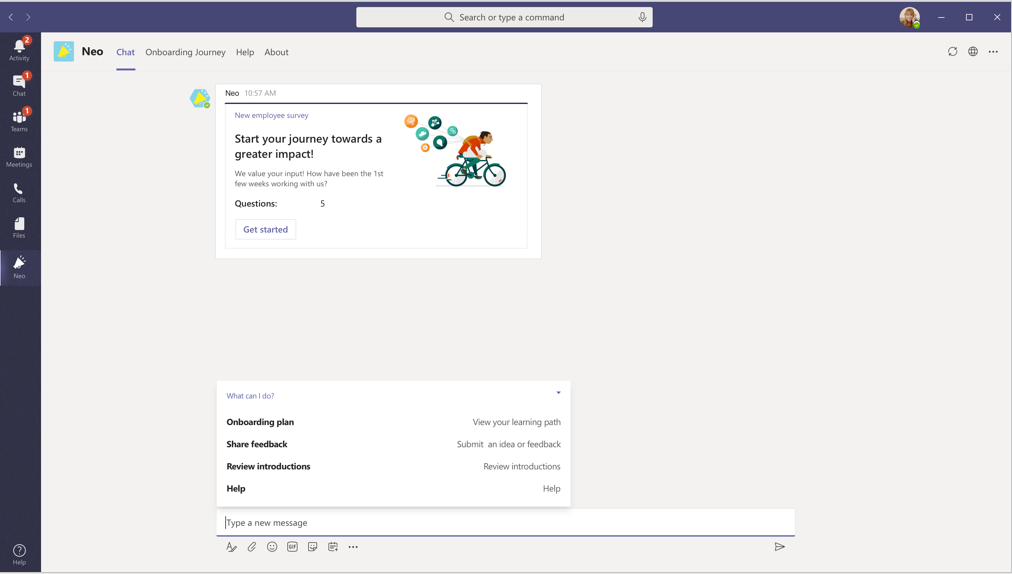 Search or type a command
2
Activity
1
Chat
1
Teams
Meetings
Calls
Files
Neo
Help
Neo
Chat
Onboarding Journey
Help
About
Neo 10:57 AM
New employee survey
Start your journey towards a
greater impact!
We value your input! How have been the 1st
few weeks working with us?
Questions: 5
Get started
What can I do?
Onboarding plan View your learning path
Share feedback Submit an idea or feedback
Review introductions Review introductions
Help Help
Type a new message
GIF